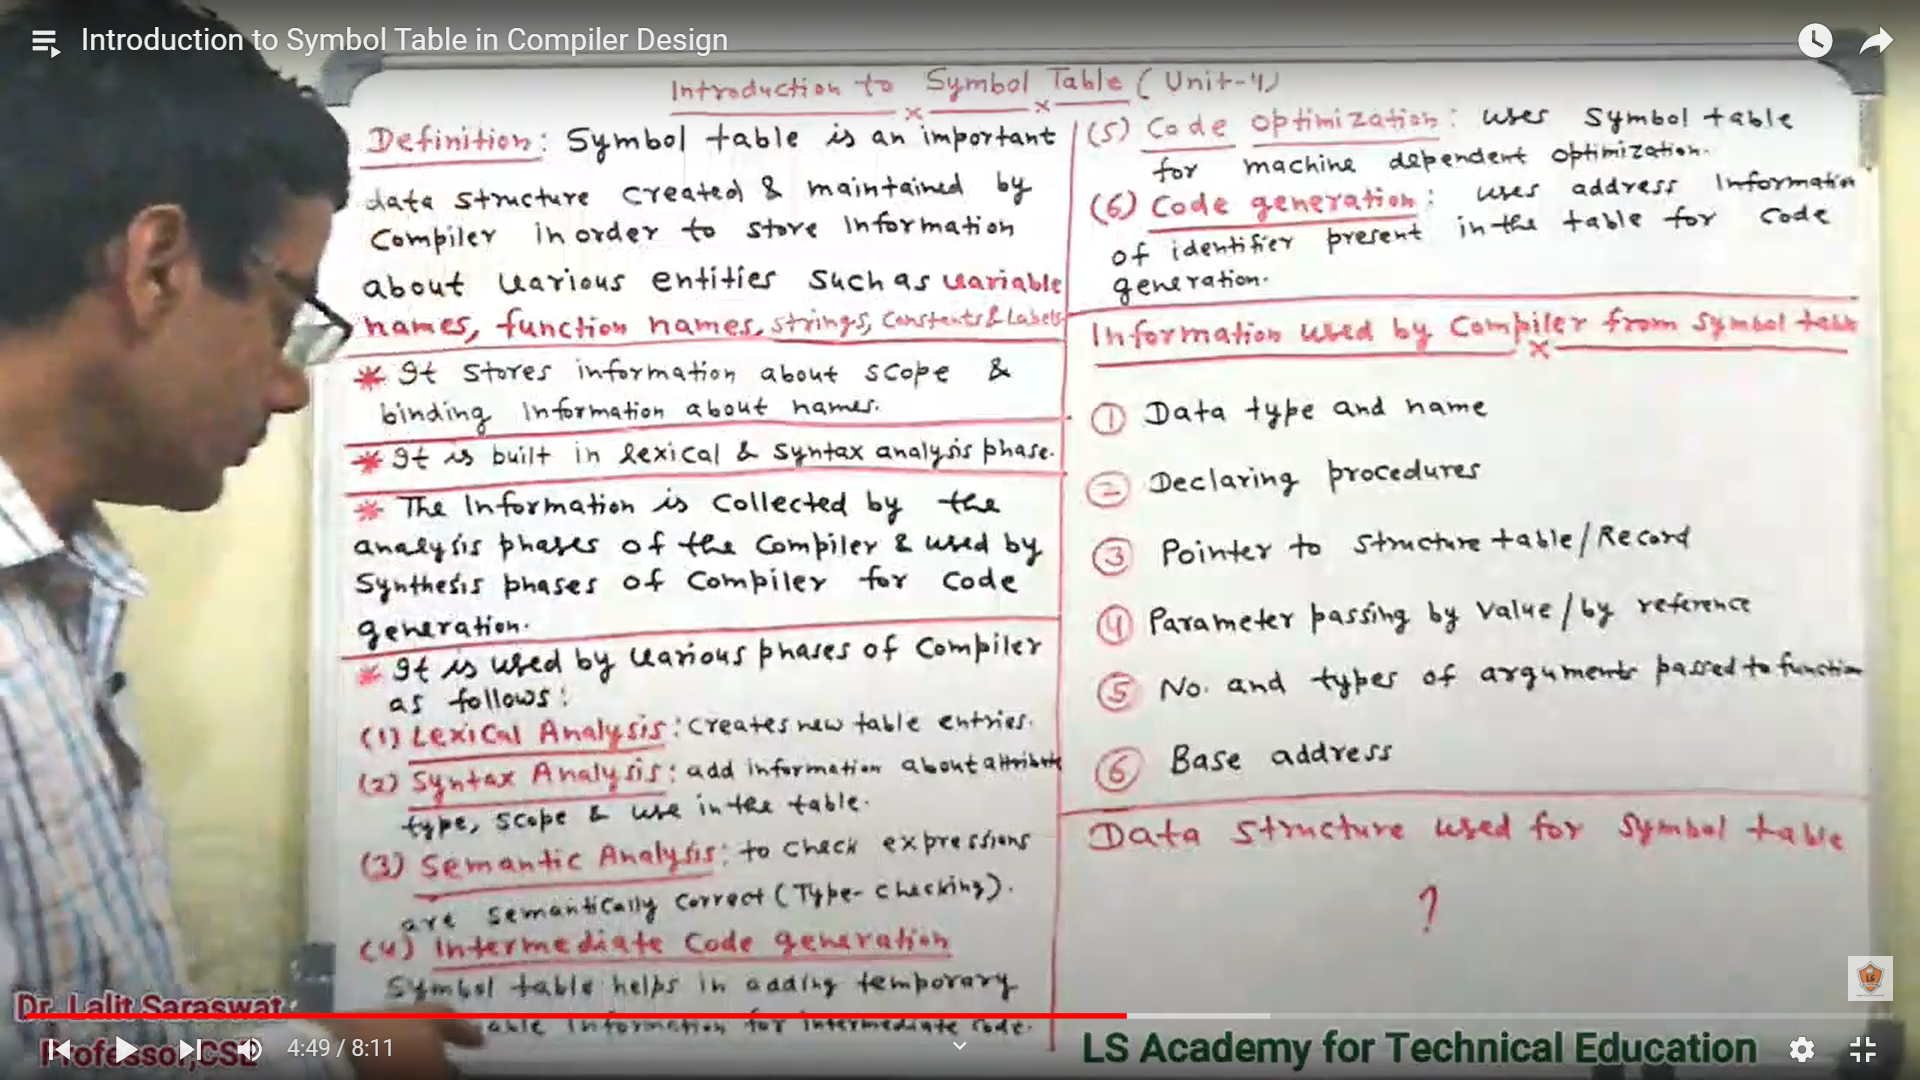 Introduction to Symbol Table in Compiler Design
Introduction to Symbol Table (Unit-4)
Definition: Symbol table is an important
data structure created & maintained by
Compiler in order to store Information
about various entities such as variable
names, function names, strings, constants & Labels
* It stores information about scope &
binding Information about names.
* It is built in lexical & syntax analysis phase.
* The Information is collected by the
analysis phases of the compiler & used by
Synthesis phases of Compiler for code
generation.
* It is used by various phases of Compiler
as follows:
(1) Lexical Analysis: Creates new table entries.
(2) Syntax Analysis: add information about attribute
type, scope & use in the table.
(3) Semantic Analysis: to check expressions
are semantically correct (Type-checking).
(4) Intermediate Code generation
Symbol table helps in adding temporary
able Information for intermediate code.
(5) Code optimization: uses symbol table
for machine dependent optimization.
(6) Code generation: uses address Information
of identifier present in the table for code
generation.
Information used by Compiler from Symbol table
① Data type and name
② Declaring procedures
③ Pointer to structure table/Record
④ Parameter passing by value/by reference
⑤ No. and types of arguments passed to function
⑥ Base address
Data structure used for Symbol table
?
Dr. Lalit Saraswat
Professor,CSE
4:49 / 8:11
LS Academy for Technical Education